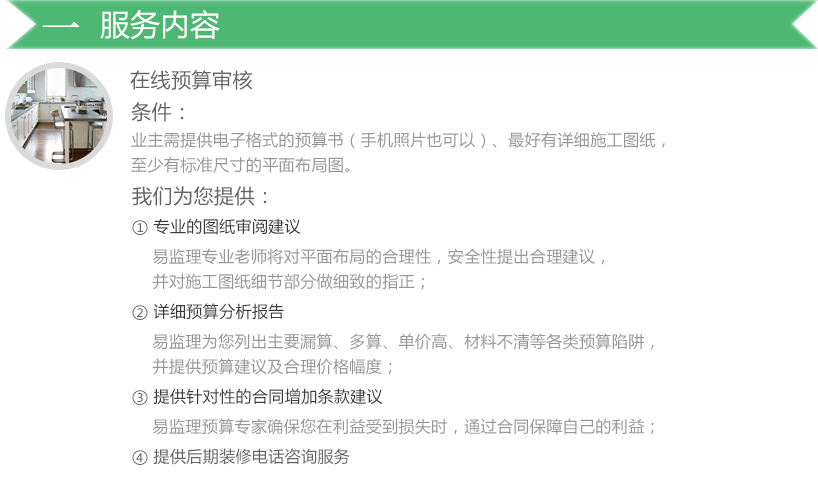 一 服务内容
在线预算审核
条件：
业主需提供电子格式的预算书（手机照片也可以）、最好有详细施工图纸，
至少有标准尺寸的平面布局图。
我们为您提供：
① 专业的图纸审阅建议
易监理专业老师将对平面布局的合理性，安全性提出合理建议，
并对施工图纸细节部分做细致的指正；
② 详细预算分析报告
易监理为您列出主要漏算、多算、单价高、材料不清等各类预算陷阱，
并提供预算建议及合理价格幅度；
③ 提供针对性的合同增加条款建议
易监理预算专家确保您在利益受到损失时，通过合同保障自己的利益；
④ 提供后期装修电话咨询服务